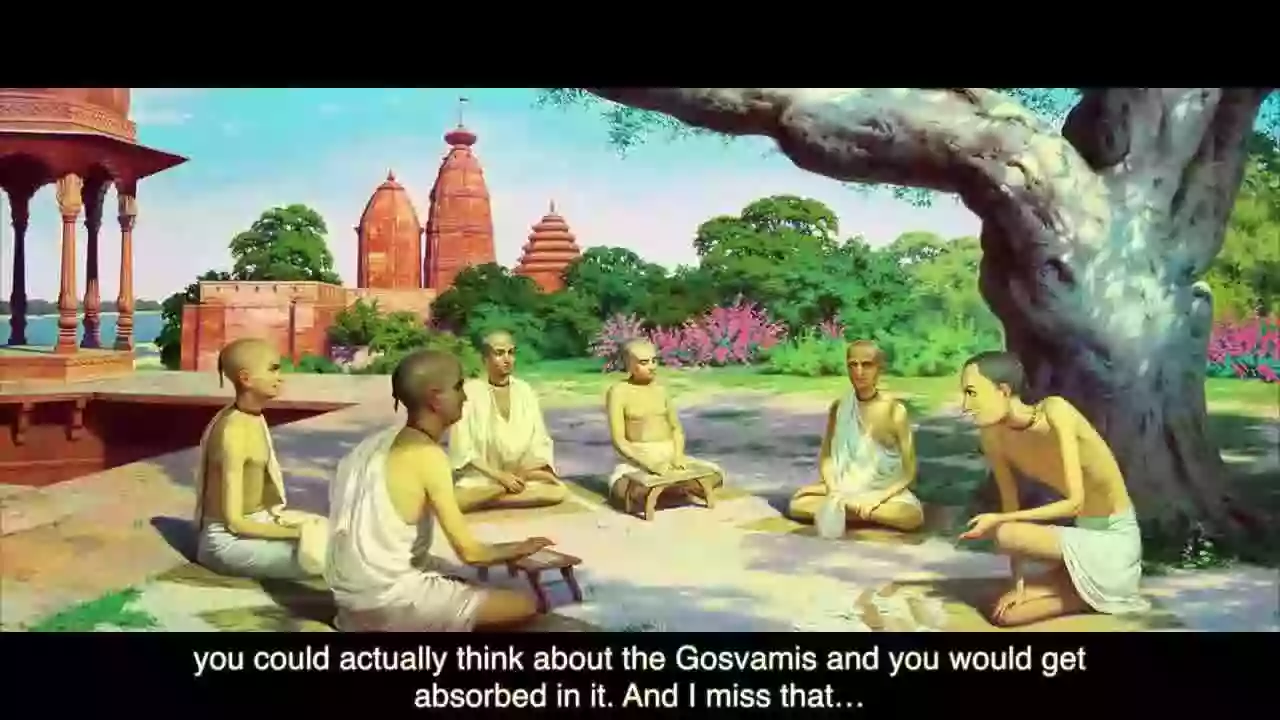 you could actually think about the Gosvamis and you would get
absorbed in it. And I miss that…